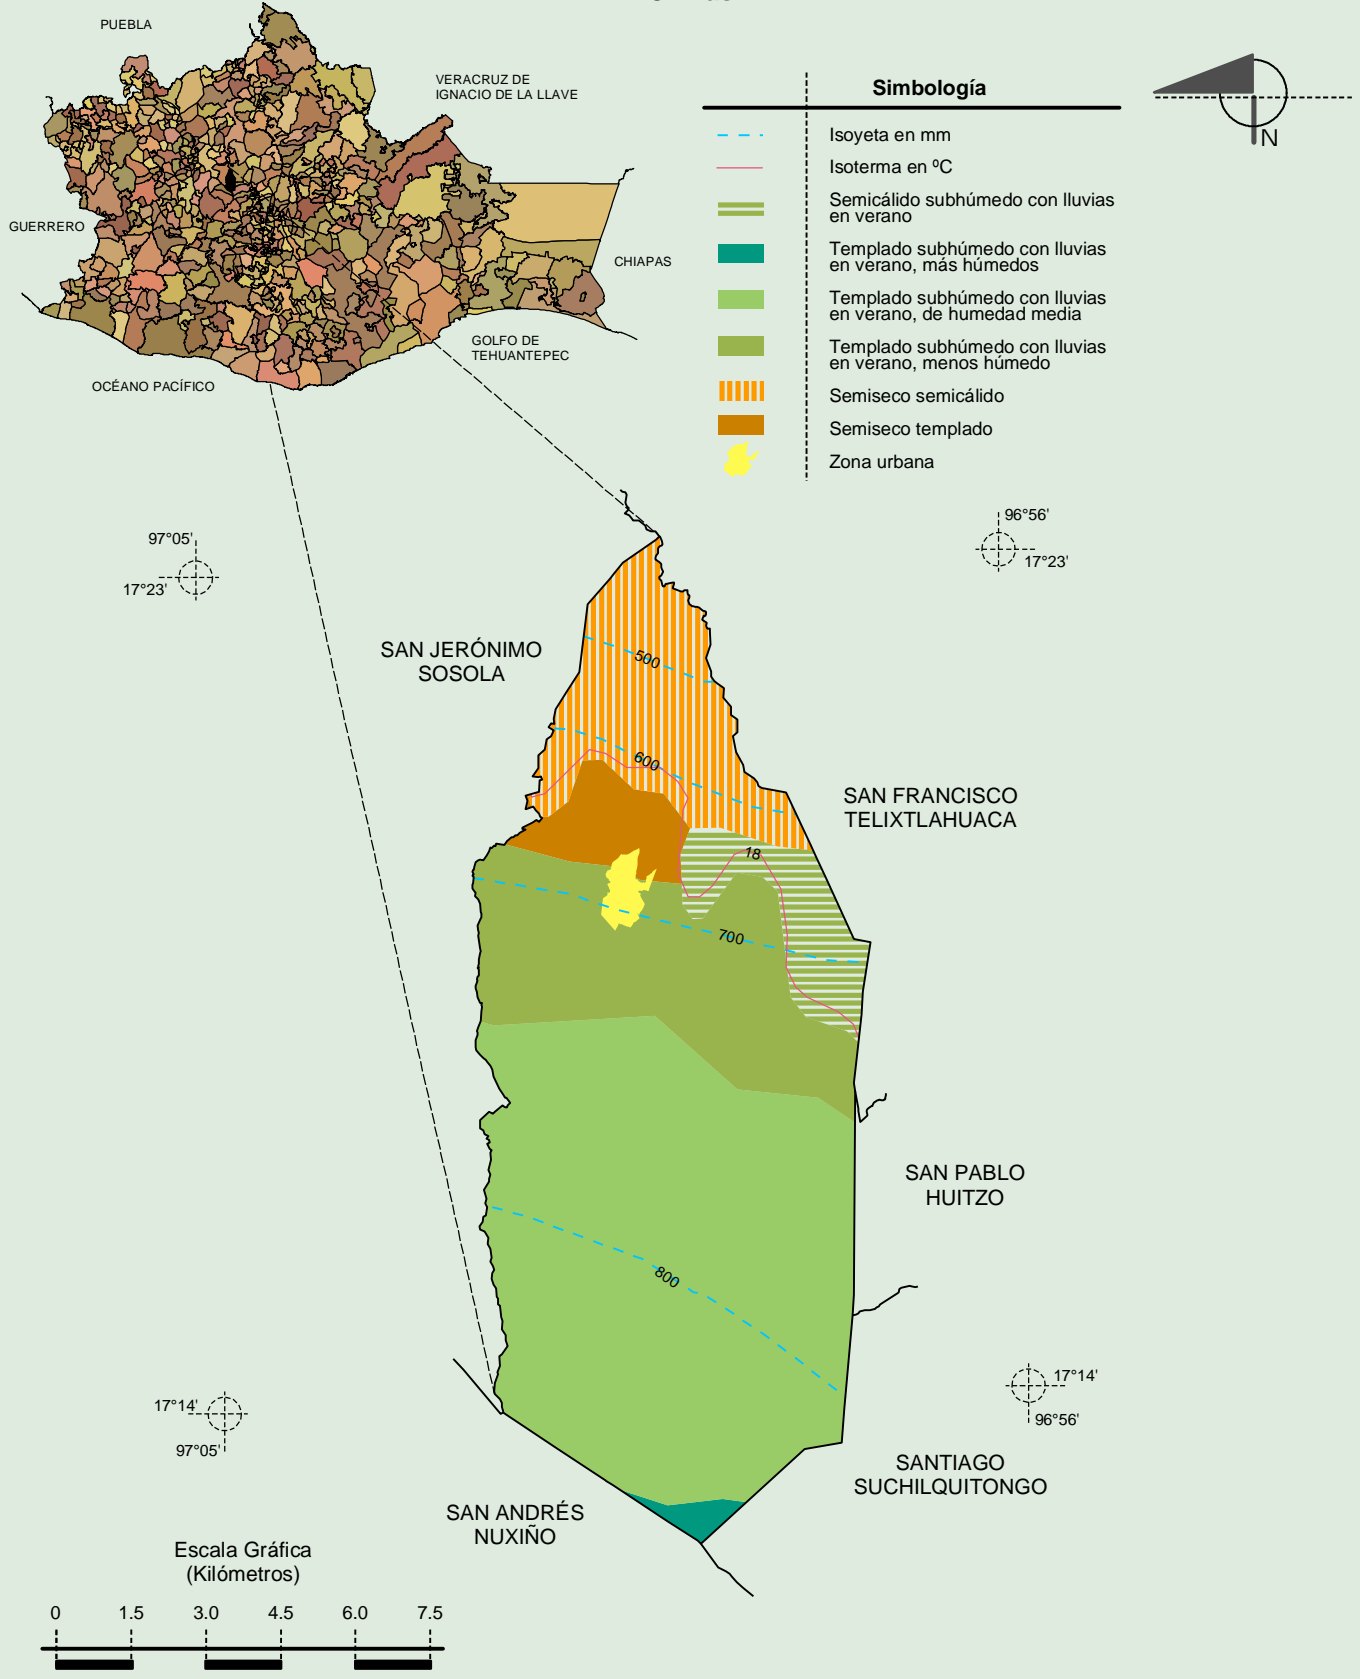 PUEBLA
VERACRUZ DE
IGNACIO DE LA LLAVE
GUERRERO
CHIAPAS
GOLFO DE
TEHUANTEPEC
OCÉANO PACÍFICO
Simbología
Isoyeta en mm
Isoterma en ºC
Semicálido subhúmedo con lluvias
en verano
Templado subhúmedo con lluvias
en verano, más húmedos
Templado subhúmedo con lluvias
en verano, de humedad media
Templado subhúmedo con lluvias
en verano, menos húmedo
Semiseco semicálido
Semiseco templado
Zona urbana
N
97°05'
17°23'
96°56'
17°23'
SAN JERÓNIMO
SOSOLA
500
600
SAN FRANCISCO
TELIXTLAHUACA
18
700
SAN PABLO
HUITZO
800
17°14'
97°05'
17°14'
96°56'
SANTIAGO
SUCHILQUITONGO
SAN ANDRÉS
NUXIÑO
Escala Gráfica
(Kilómetros)
0 1.5 3.0 4.5 6.0 7.5